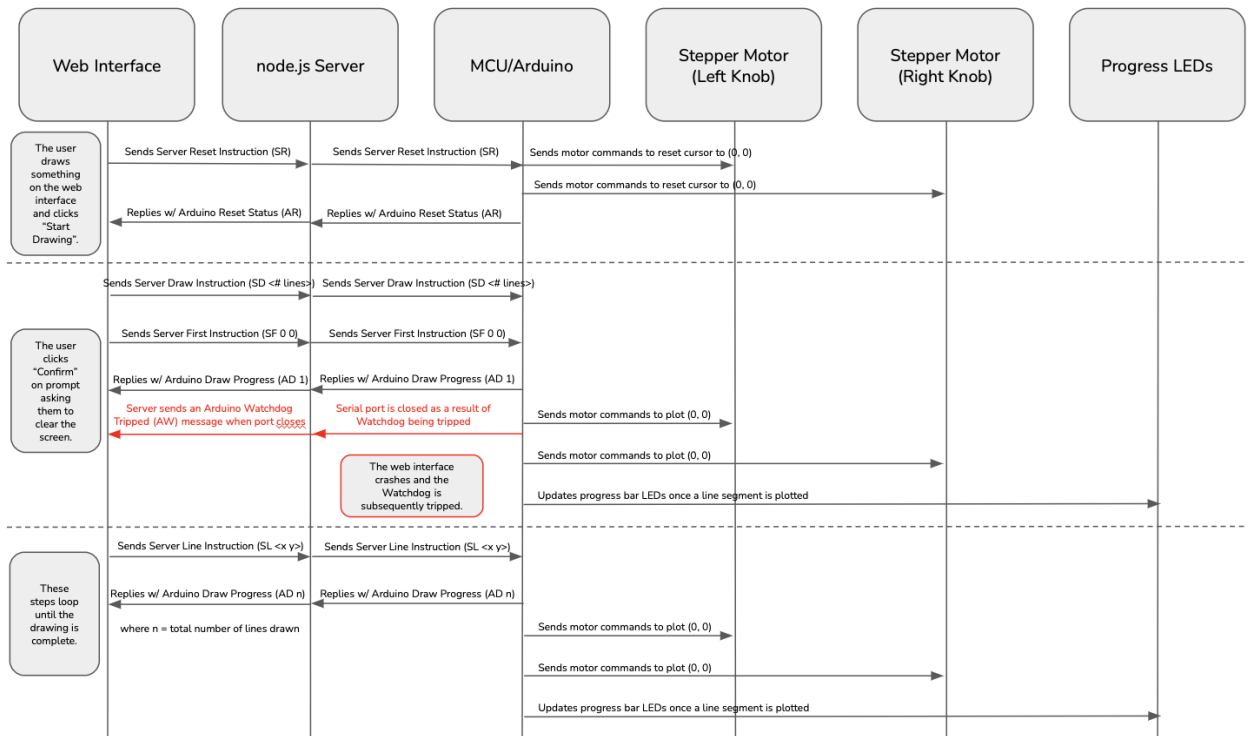 Web Interface
node.js Server
MCU/Arduino
Stepper Motor
(Left Knob)
Stepper Motor
(Right Knob)
Progress LEDs
The user
draws
something
on the web
interface
and clicks
“Start
Drawing”.
Sends Server Reset Instruction (SR)
Sends Server Reset Instruction (SR)
Sends motor commands to reset cursor to (0, 0)
Sends motor commands to reset cursor to (0, 0)
Replies w/ Arduino Reset Status (AR)
Replies w/ Arduino Reset Status (AR)
Sends Server Draw Instruction (SD <# lines>)
Sends Server Draw Instruction (SD <# lines>)
The user
clicks
“Confirm”
on prompt
asking
them to
clear the
screen.
Sends Server First Instruction (SF 0 0)
Sends Server First Instruction (SF 0 0)
Replies w/ Arduino Draw Progress (AD 1)
Replies w/ Arduino Draw Progress (AD 1)
Server sends an Arduino Watchdog
Tripped (AW) message when port closes
Serial port is closed as a result of
Watchdog being tripped
Sends motor commands to plot (0, 0)
The web interface
crashes and the
Watchdog is
subsequently tripped.
Sends motor commands to plot (0, 0)
Updates progress bar LEDs once a line segment is plotted
Sends Server Line Instruction (SL <x y>)
Sends Server Line Instruction (SL <x y>)
These
steps loop
until the
drawing is
complete.
Replies w/ Arduino Draw Progress (AD n)
Replies w/ Arduino Draw Progress (AD n)
where n = total number of lines drawn
Sends motor commands to plot (0, 0)
Sends motor commands to plot (0, 0)
Updates progress bar LEDs once a line segment is plotted